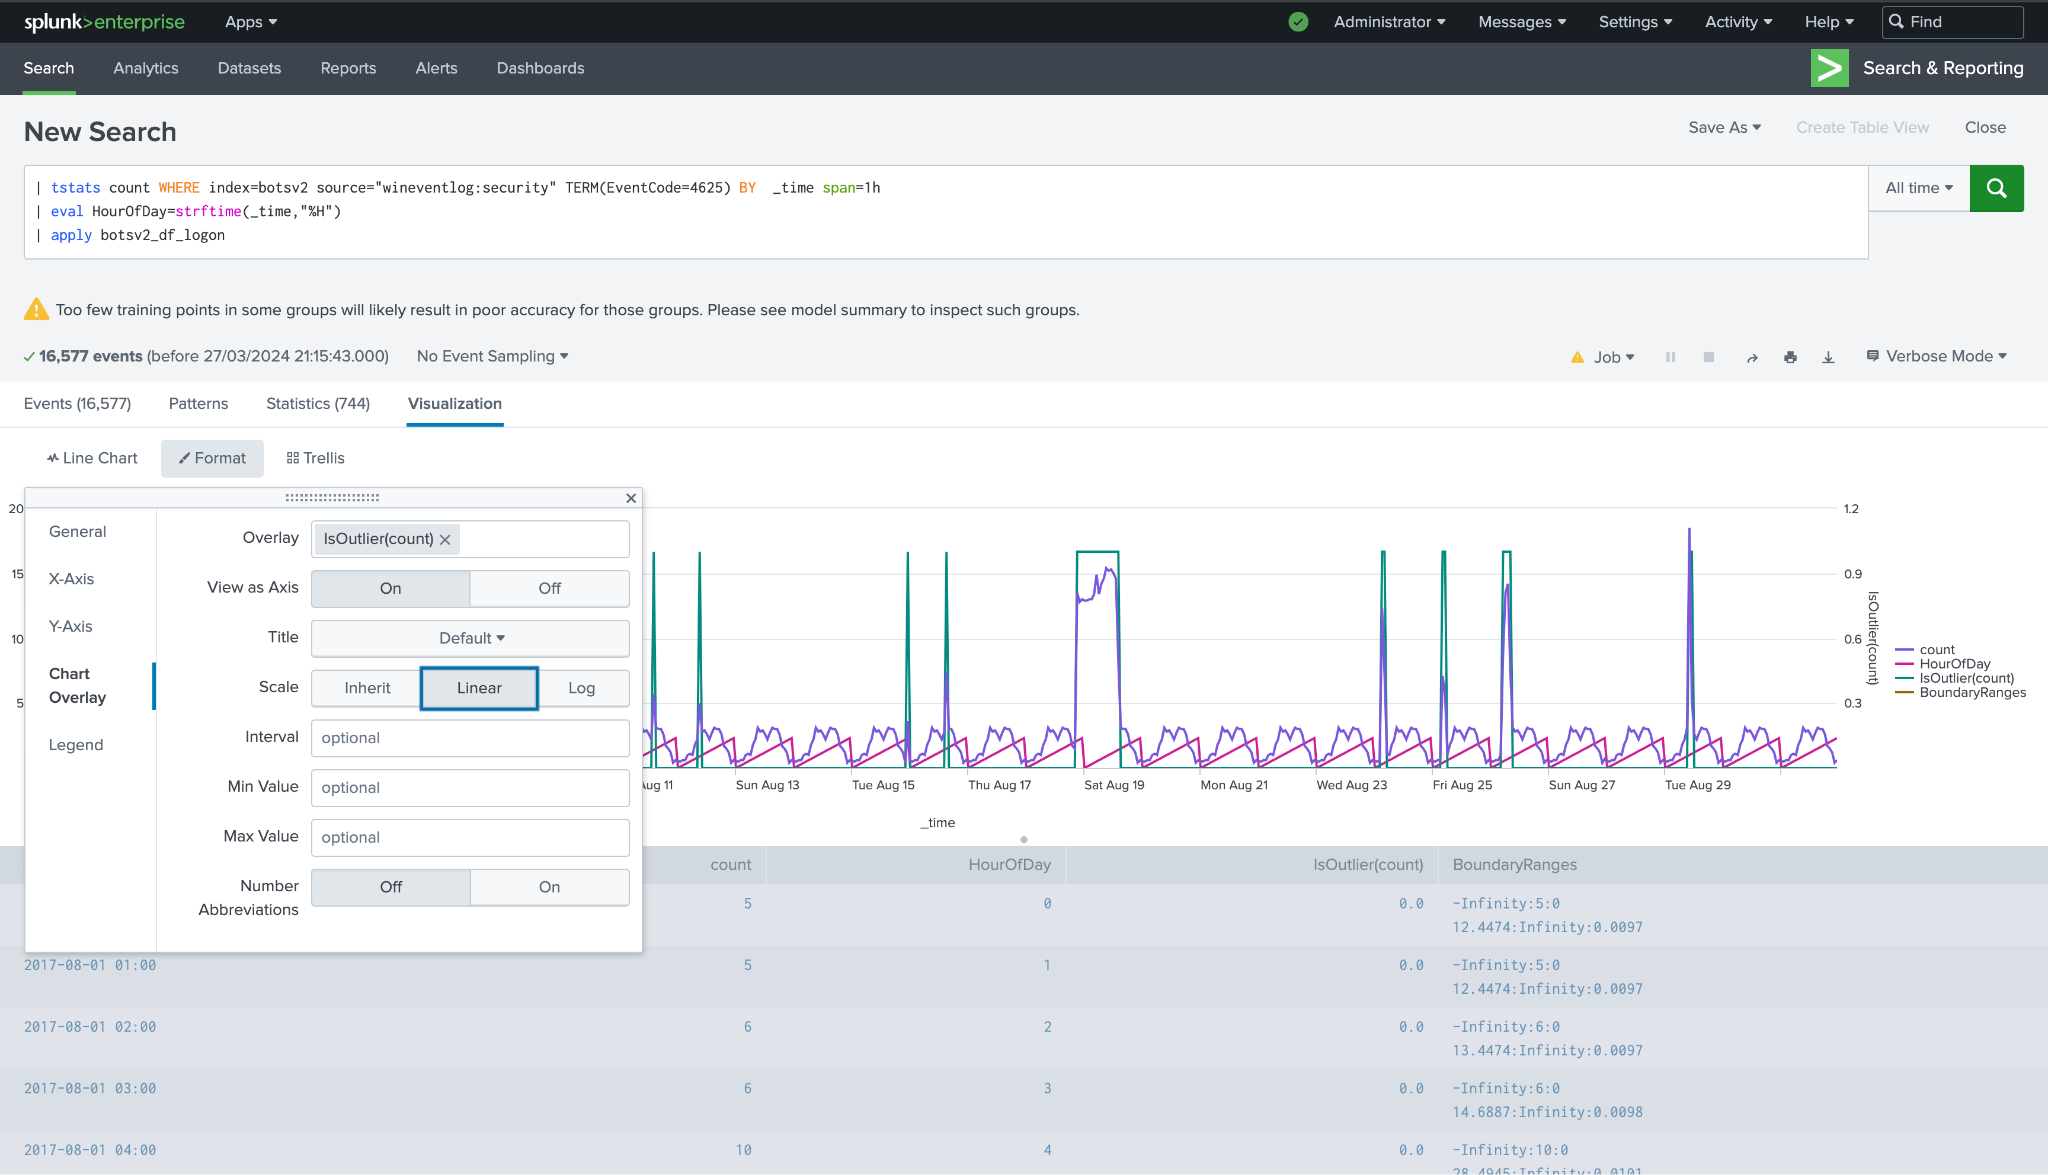 splunk>enterprise Apps Administrator Messages Settings Activity Help Find
Search Analytics Datasets Reports Alerts Dashboards Search & Reporting
New Search Save As Create Table View Close
| tstats count WHERE index=botsv2 source="wineventlog:security" TERM(EventCode=4625) BY _time span=1h All time
| eval HourOfDay=strftime(_time,"%H")
| apply botsv2_df_logon
Too few training points in some groups will likely result in poor accuracy for those groups. Please see model summary to inspect such groups.
16,577 events (before 27/03/2024 21:15:43.000) No Event Sampling Job Verbose Mode
Events (16,577) Patterns Statistics (744) Visualization
Line Chart Format Trellis
General
X-Axis
Y-Axis
Chart
Overlay
Legend
Overlay IsOutlier(count)
View as Axis On Off
Title Default
Scale Inherit Linear Log
Interval optional
Min Value optional
Max Value optional
Number
Abbreviations Off On
20
15
10
5
1.2
0.9
0.6
0.3
IsOutlier(count)
count
HourOfDay
IsOutlier(count)
BoundaryRanges
ug 11 Sun Aug 13 Tue Aug 15 Thu Aug 17 Sat Aug 19 Mon Aug 21 Wed Aug 23 Fri Aug 25 Sun Aug 27 Tue Aug 29
_time
count HourOfDay IsOutlier(count) BoundaryRanges
5 0 0.0 -Infinity:5:0
12.4474:Infinity:0.0097
2017-08-01 01:00 5 1 0.0 -Infinity:5:0
12.4474:Infinity:0.0097
2017-08-01 02:00 6 2 0.0 -Infinity:6:0
13.4474:Infinity:0.0097
2017-08-01 03:00 6 3 0.0 -Infinity:6:0
14.6887:Infinity:0.0098
2017-08-01 04:00 10 4 0.0 -Infinity:10:0
28.4945:Infinity:0.0101